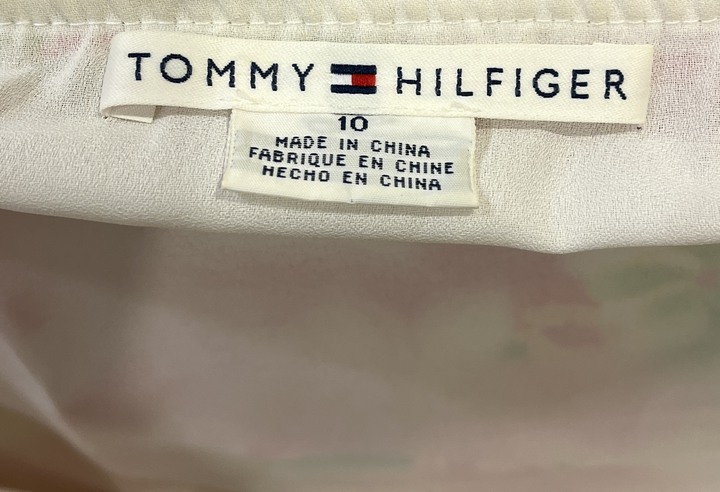 TOMMY HILFIGER
10
MADE IN CHINA
FABRIQUE EN CHINE
HECHO EN CHINA